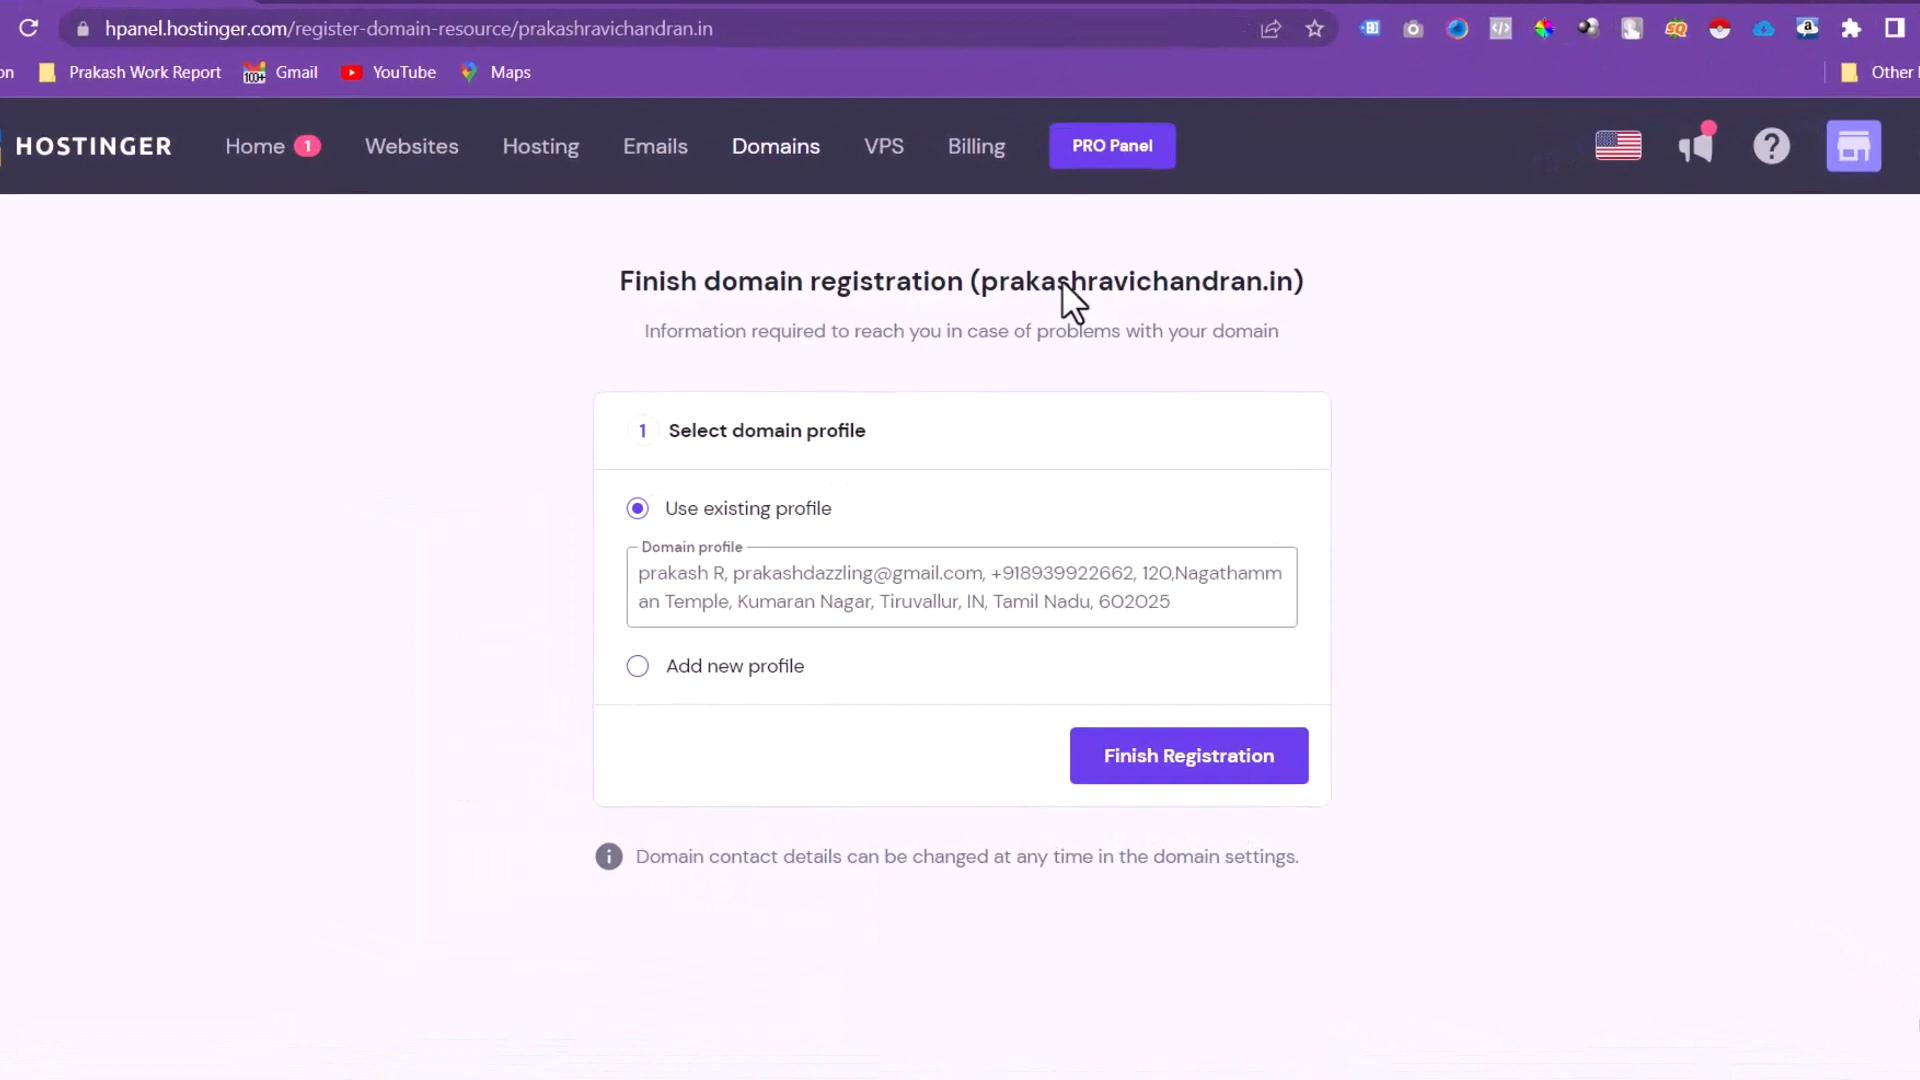 hpanel.hostinger.com/register-domain-resource/prakashravichandran.in
on Prakash Work Report 100+ Gmail YouTube Maps Other
HOSTINGER Home 1 Websites Hosting Emails Domains VPS Billing PRO Panel ?
Finish domain registration (prakashravichandran.in)
Information required to reach you in case of problems with your domain
1 Select domain profile
Use existing profile
Domain profile
prakash R, prakashdazzling@gmail.com, +918939922662, 120,Nagathamm
an Temple, Kumaran Nagar, Tiruvallur, IN, Tamil Nadu, 602025
Add new profile
Finish Registration
i Domain contact details can be changed at any time in the domain settings.